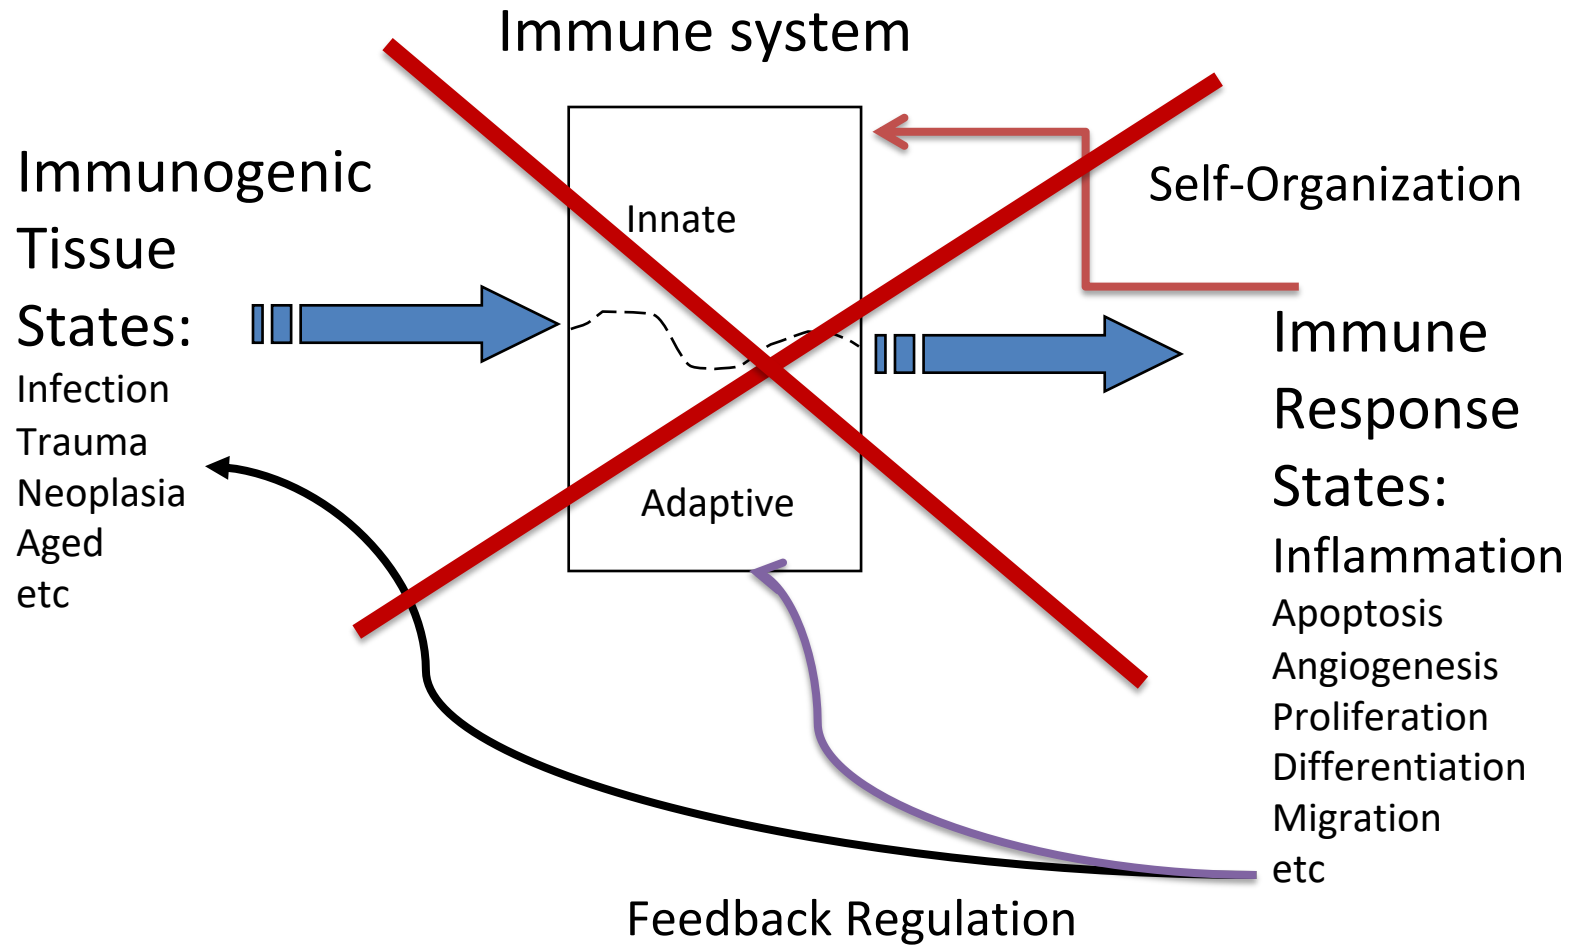 Immune system
Immunogenic
Tissue
States:
Infection
Trauma
Neoplasia
Aged
etc
Innate
Adaptive
Self-Organization
Immune
Response
States:
Inflammation
Apoptosis
Angiogenesis
Proliferation
Differentiation
Migration
etc
Feedback Regulation